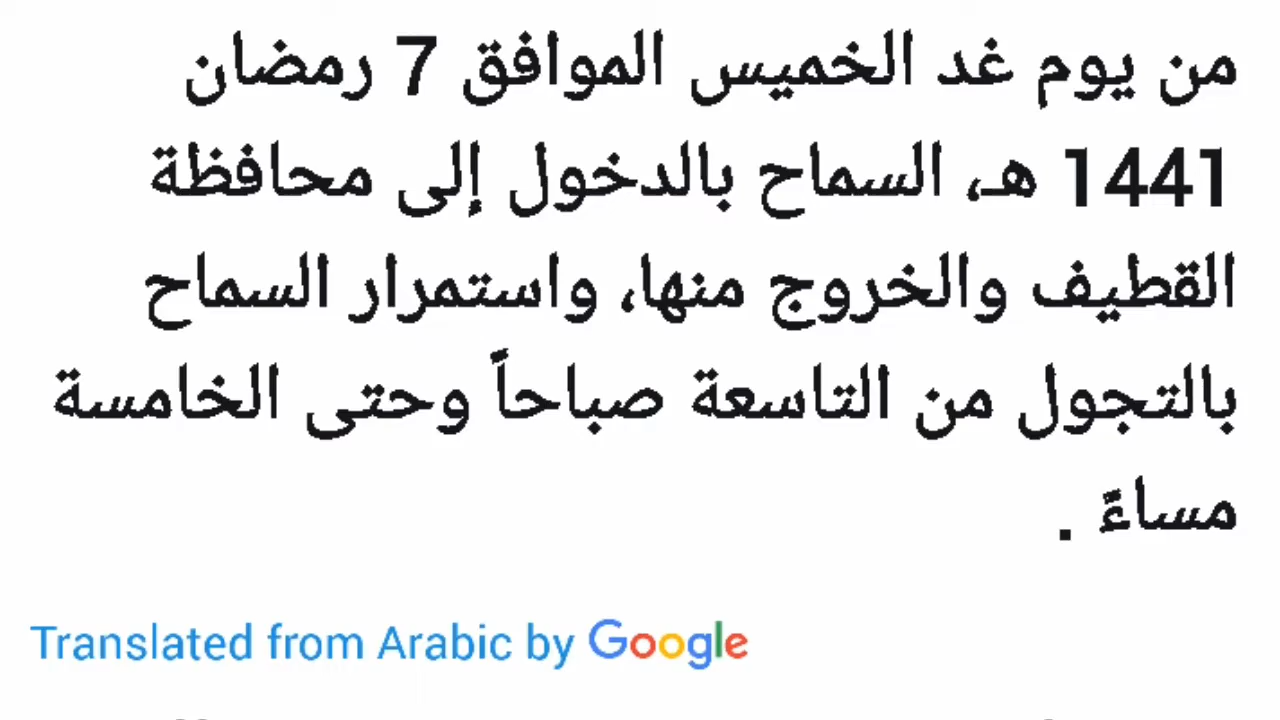 من يوم غد الخميس الموافق 7 رمضان
1441 هـ، السماح بالدخول إلى محافظة
القطيف والخروج منها، واستمرار السماح
بالتجول من التاسعة صباحاً وحتى الخامسة
مساءً .
Translated from Arabic by Google